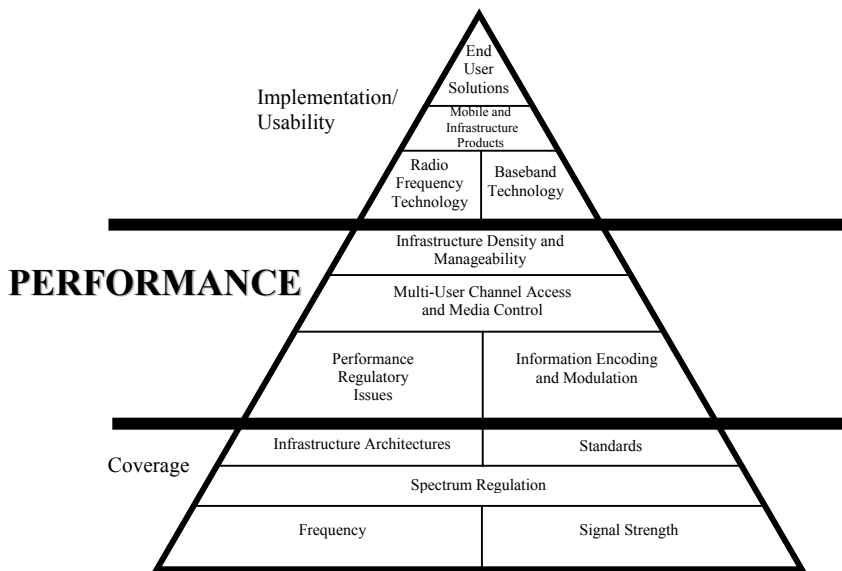 End
User
Solutions
Implementation/
Usability
Mobile and
Infrastructure
Products
Radio
Frequency
Technology
Baseband
Technology
Infrastructure Density and
Manageability
PERFORMANCE
Multi-User Channel Access
and Media Control
Performance
Regulatory
Issues
Information Encoding
and Modulation
Infrastructure Architectures
Standards
Coverage
Spectrum Regulation
Frequency
Signal Strength